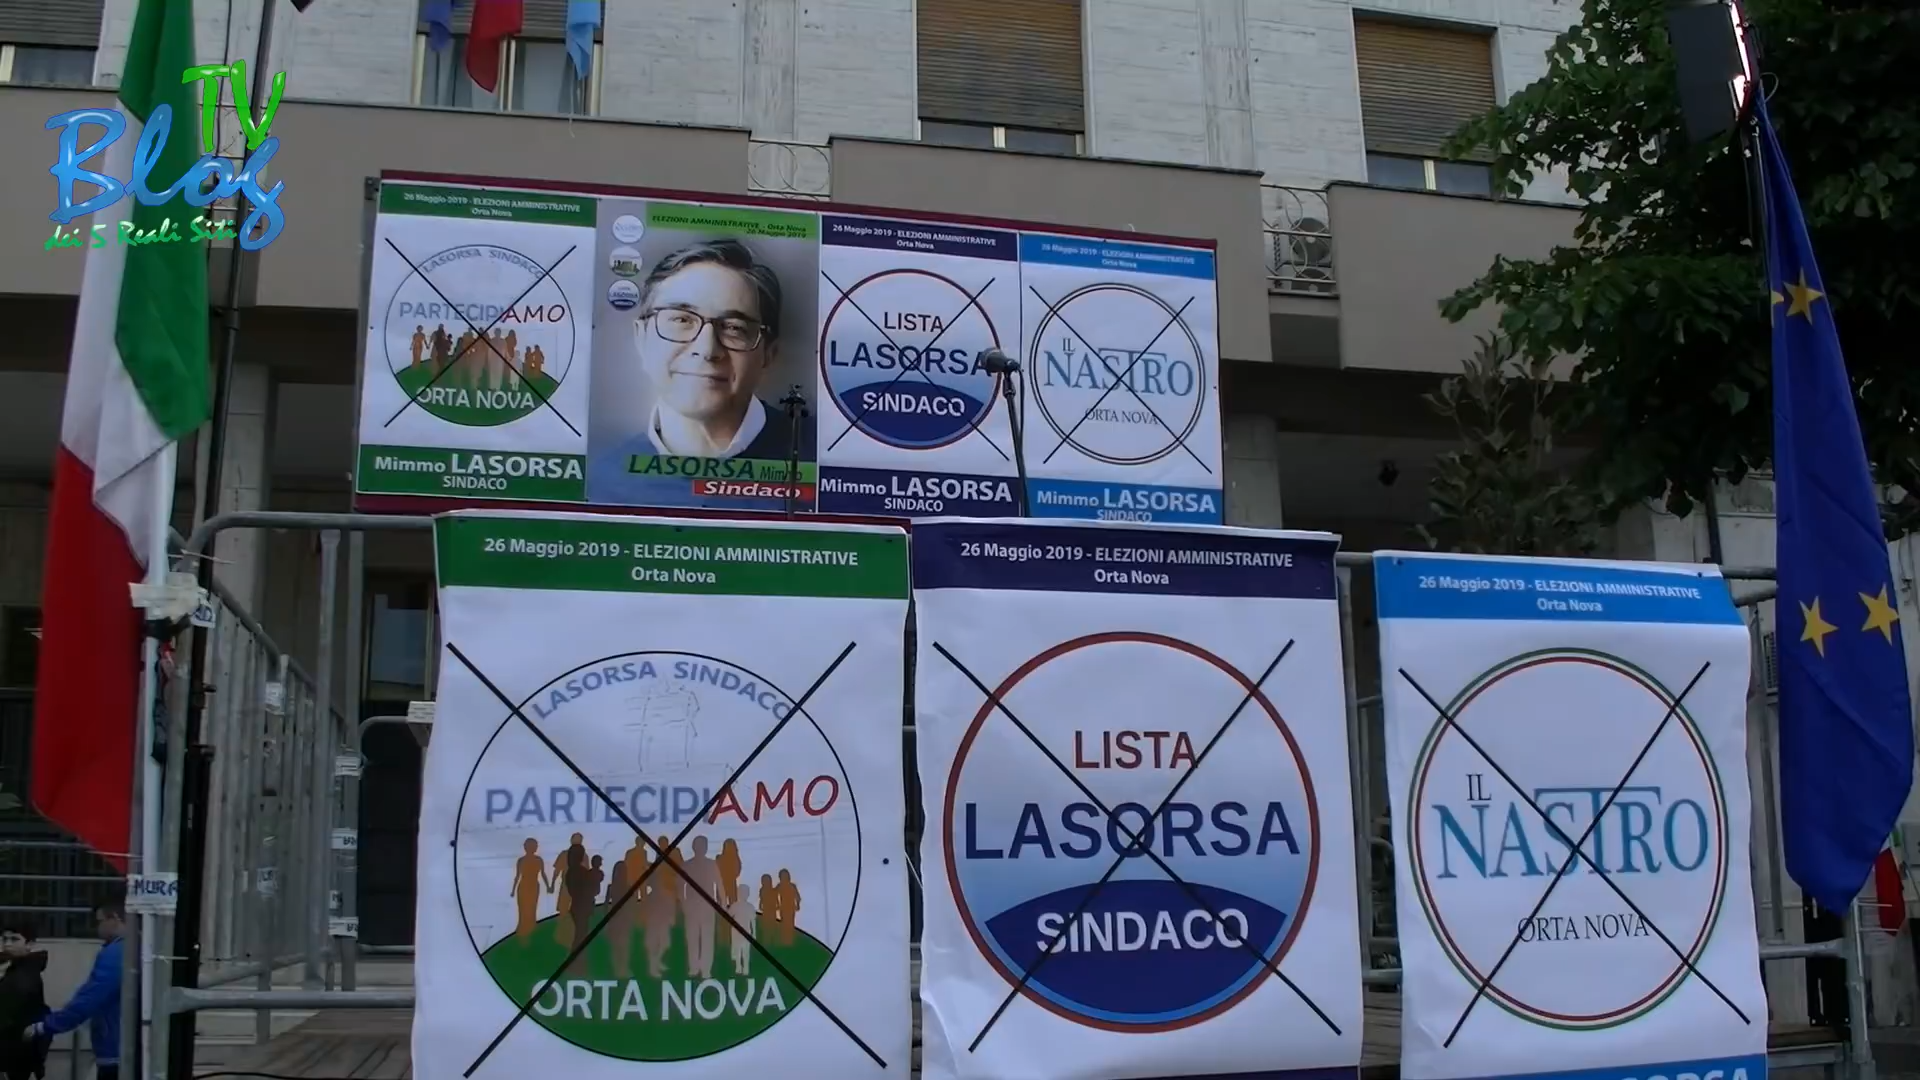 TV
Blog
dei 5 Reali Siti
26 Maggio 2019 - ELEZIONI AMMINISTRATIVE
Orta Nova
LASORSA SINDACO
PARTECIPIAMO
ORTA NOVA
Mimmo LASORSA
SINDACO
ELEZIONI AMMINISTRATIVE - Orta Nova
26 Maggio 2019
LASORSA Mimmo
Sindaco
26 Maggio 2019 - ELEZIONI AMMINISTRATIVE
Orta Nova
LISTA
LASORSA
SINDACO
Mimmo LASORSA
SINDACO
26 Maggio 2019 - ELEZIONI AMMINISTRATIVE
Orta Nova
IL
NASTRO
ORTA NOVA
Mimmo LASORSA
SINDACO
26 Maggio 2019 - ELEZIONI AMMINISTRATIVE
Orta Nova
LASORSA SINDACO
PARTECIPIAMO
ORTA NOVA
26 Maggio 2019 - ELEZIONI AMMINISTRATIVE
Orta Nova
LISTA
LASORSA
SINDACO
26 Maggio 2019 - ELEZIONI AMMINISTRATIVE
Orta Nova
IL
NASTRO
ORTA NOVA
LASORSA
MURA